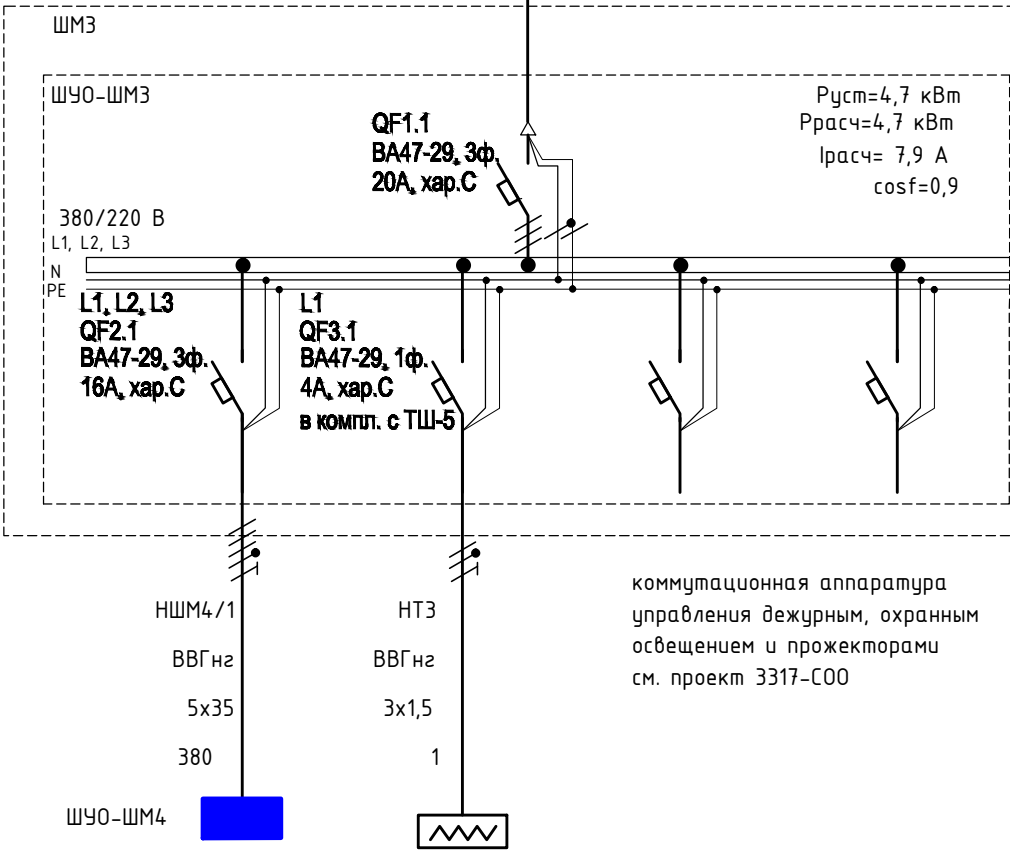 ШМ3
ШУО-ШМ3
Руст=4,7 кВт
Ррасч=4,7 кВт
Iрасч= 7,9 А
cosf=0,9
QF1.1
ВА47-29, 3ф.
20А, хар.С
380/220 В
L1, L2, L3
N
PE
L1, L2, L3
QF2.1
ВА47-29, 3ф.
16А, хар.С
L1
QF3.1
ВА47-29, 1ф.
4А, хар.С
в компл. с ТШ-5
НШМ4/1
ВВГнг
5х35
380
ШУО-ШМ4
НТ3
ВВГнг
3х1,5
1
коммутационная аппаратура
управления дежурным, охранным
освещением и прожекторами
см. проект 3317-СОО